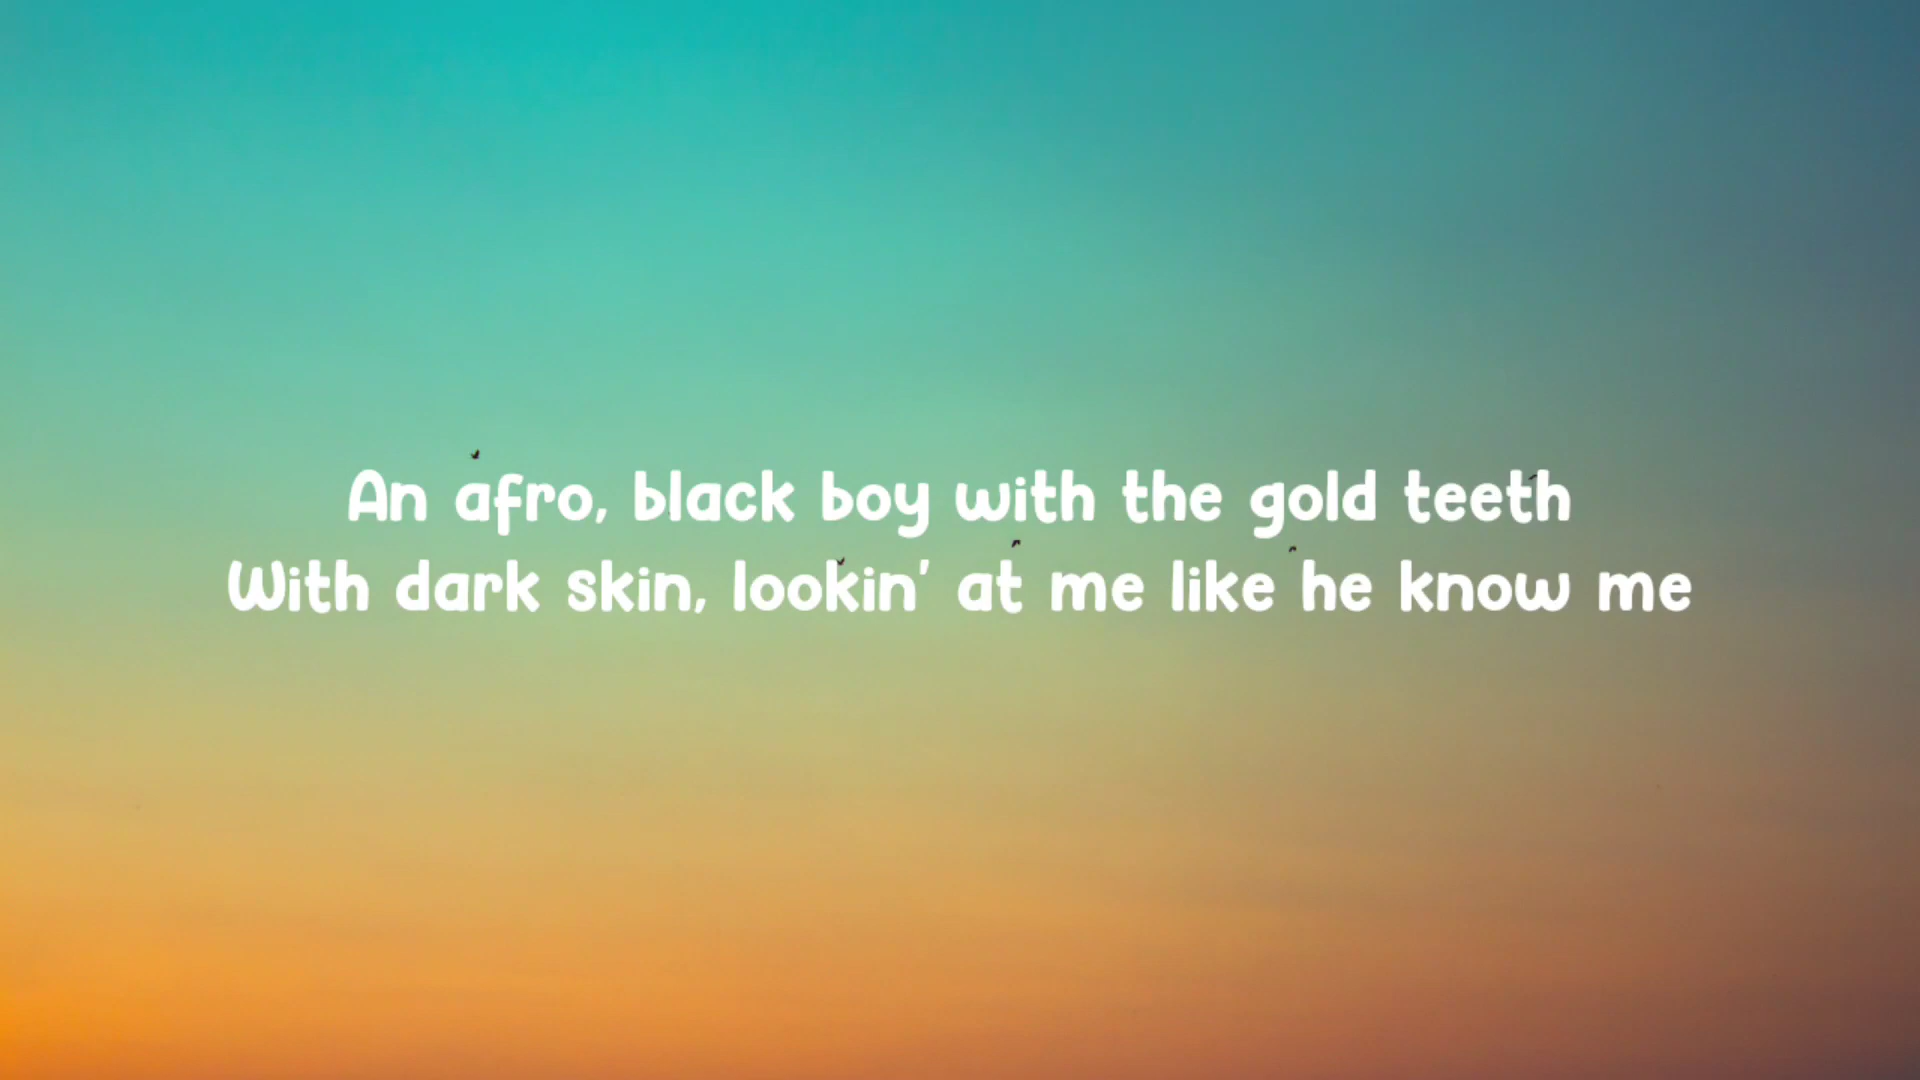 An afro, black boy with the gold teeth
With dark skin, lookin' at me like he know me